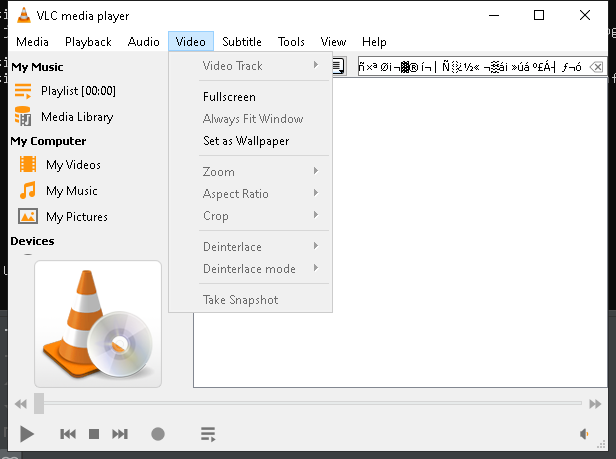 VLC media player
Media Playback Audio Video Subtitle Tools View Help
My Music
Playlist [00:00]
Media Library
My Computer
My Videos
My Music
My Pictures
Devices
Video Track
Fullscreen
Always Fit Window
Set as Wallpaper
Zoom
Aspect Ratio
Crop
Deinterlace
Deinterlace mode
Take Snapshot